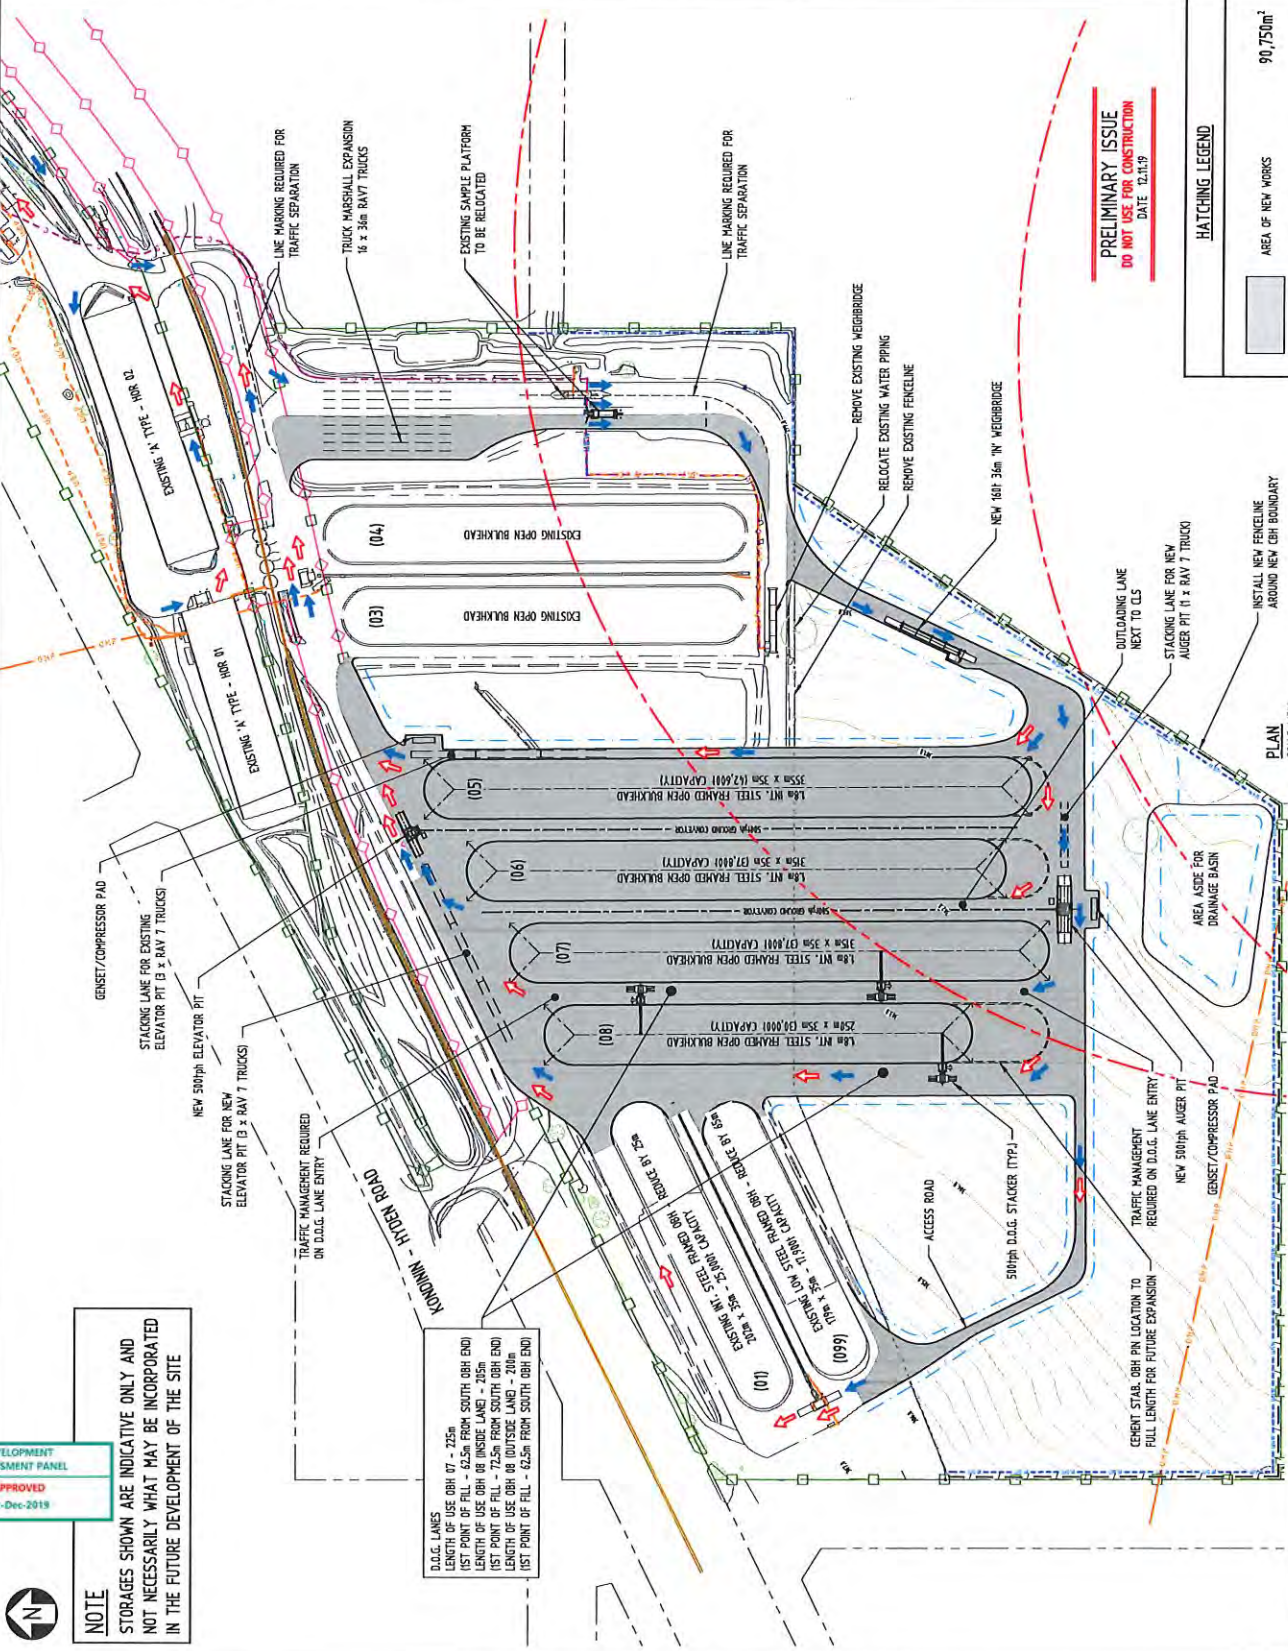 NOTE
STORAGES SHOWN ARE INDICATIVE ONLY AND
NOT NECESSARILY WHAT MAY BE INCORPORATED
IN THE FUTURE DEVELOPMENT OF THE SITE
ELOPMENT
SMENT PANEL
PPROVED
-Dec-2019
N
D.O.G. LANES
LENGTH OF USE OBH 07 - 225m
(1ST POINT OF FILL - 62.5m FROM SOUTH OBH END)
LENGTH OF USE OBH 08 (INSIDE LANE) - 205m
(1ST POINT OF FILL - 72.5m FROM SOUTH OBH END)
LENGTH OF USE OBH 08 (OUTSIDE LANE) - 200m
(1ST POINT OF FILL - 62.5m FROM SOUTH OBH END)
KONDININ - HYDEN ROAD
TRAFFIC MANAGEMENT REQUIRED
ON D.O.G. LANE ENTRY
STACKING LANE FOR NEW
ELEVATOR PIT (3 x RAV 7 TRUCKS)
NEW 500tph ELEVATOR PIT
STACKING LANE FOR EXISTING
ELEVATOR PIT (3 x RAV 7 TRUCKS)
GENSET/COMPRESSOR PAD
EXISTING 'A' TYPE - HOR 01
EXISTING 'A' TYPE - HOR 02
LINE MARKING REQUIRED FOR
TRAFFIC SEPARATION
TRUCK MARSHALL EXPANSION
16 x 36m RAV7 TRUCKS
EXISTING SAMPLE PLATFORM
TO BE RELOCATED
LINE MARKING REQUIRED FOR
TRAFFIC SEPARATION
(04)
EXISTING OPEN BULKHEAD
(03)
EXISTING OPEN BULKHEAD
REMOVE EXISTING WEIGHBRIDGE
RELOCATE EXISTING WATER PIPING
REMOVE EXISTING FENCELINE
NEW 160t 36m 'IN' WEIGHBRIDGE
(05)
1.8m INT. STEEL FRAMED OPEN BULKHEAD
355m x 35m (42,600t CAPACITY)
500tph GROUND CONVEYOR
(06)
1.8m INT. STEEL FRAMED OPEN BULKHEAD
315m x 35m (37,800t CAPACITY)
500tph GROUND CONVEYOR
(07)
1.8m INT. STEEL FRAMED OPEN BULKHEAD
315m x 35m (37,800t CAPACITY)
(08)
1.8m INT. STEEL FRAMED OPEN BULKHEAD
250m x 35m (30,000t CAPACITY)
(01)
EXISTING INT. STEEL FRAMED OBH - REDUCE BY 25m
202m x 35m - 25,000t CAPACITY
(099)
EXISTING LOW STEEL FRAMED OBH - REDUCE BY 65m
179m x 35m - 17,900t CAPACITY
ACCESS ROAD
500tph D.O.G. STACKER (TYP.)
CEMENT STAB. OBH PIN LOCATION TO
FULL LENGTH FOR FUTURE EXPANSION
TRAFFIC MANAGEMENT
REQUIRED ON D.O.G. LANE ENTRY
NEW 500tph AUGER PIT
GENSET/COMPRESSOR PAD
AREA ASIDE FOR
DRAINAGE BASIN
OUTLOADING LANE
NEXT TO CLS
STACKING LANE FOR NEW
AUGER PIT (1 x RAV 7 TRUCK)
INSTALL NEW FENCELINE
AROUND NEW CBH BOUNDARY
PLAN
PRELIMINARY ISSUE
DO NOT USE FOR CONSTRUCTION
DATE 12.11.19
HATCHING LEGEND
AREA OF NEW WORKS 90,750m²